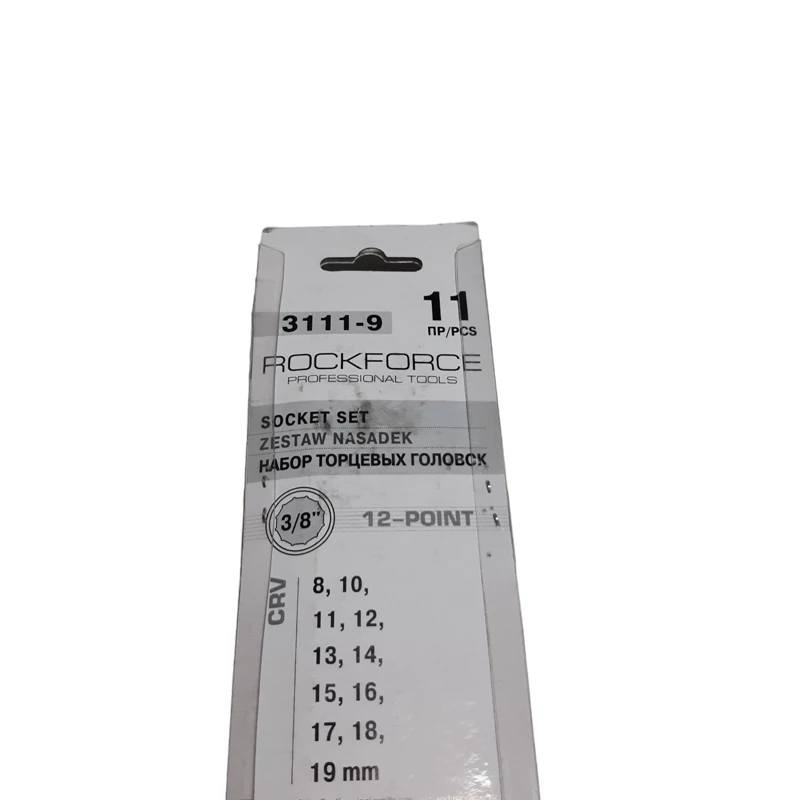 11
3111-9
ПР/PCS
ROCKFORCE
PROFESSIONAL TOOLS
SOCKET SET
ZESTAW NASADEK
НАБОР ТОРЦЕВЫХ ГОЛОВОК
3/8" 12-POINT
CRV
8, 10,
11, 12,
13, 14,
15, 16,
17, 18,
19 mm